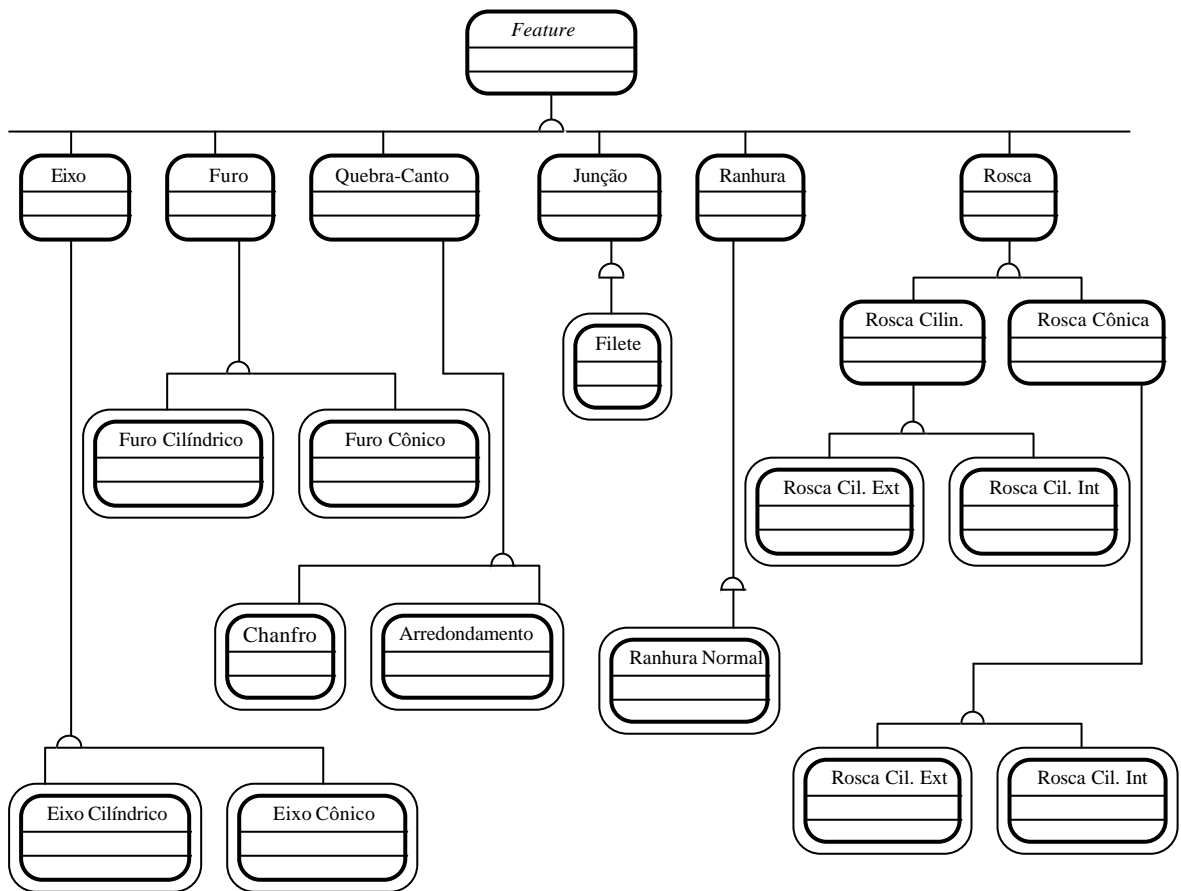 Feature
Eixo
Furo
Quebra-Canto
Junção
Ranhura
Rosca
Rosca Cilin.
Rosca Cônica
Filete
Furo Cilíndrico
Furo Cônico
Rosca Cil. Ext
Rosca Cil. Int
Chanfro
Arredondamento
Ranhura Normal
Rosca Cil. Ext
Rosca Cil. Int
Eixo Cilíndrico
Eixo Cônico